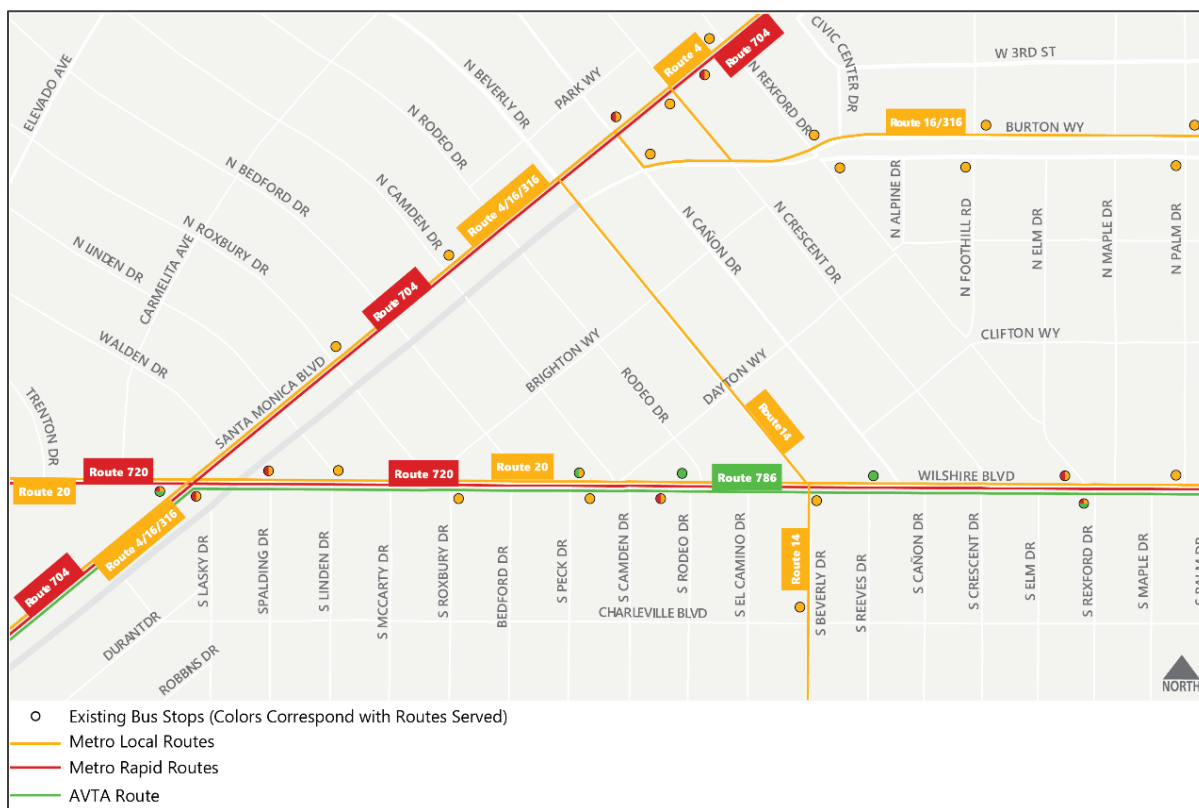 CIVIC CENTER DR
W 3RD ST
ELEVADO AVE
PARK WY
Route 4
Route 704
N REXFORD DR
N BEVERLY DR
Route 16/316
BURTON WY
N RODEO DR
N BEDFORD DR
N CAMDEN DR
Route 4/16/316
N ROXBURY DR
N LINDEN DR
CARMELITA AVE
N CAÑON DR
N CRESCENT DR
N ALPINE DR
N FOOTHILL RD
N ELM DR
N MAPLE DR
N PALM DR
Route 704
WALDEN DR
CLIFTON WY
BRIGHTON WY
RODEO DR
DAYTON WY
TRENTON DR
SANTA MONICA BLVD
Route14
Route 720
Route 720
Route 20
Route 786
WILSHIRE BLVD
Route 20
Route 4/16/316
Route 704
S LASKY DR
SPALDING DR
S LINDEN DR
S MCCARTY DR
S ROXBURY DR
BEDFORD DR
S PECK DR
S CAMDEN DR
S RODEO DR
S EL CAMINO DR
Route 14
S BEVERLY DR
S REEVES DR
S CAÑON DR
S CRESCENT DR
S ELM DR
S REXFORD DR
S MAPLE DR
S PALM DR
CHARLEVILLE BLVD
DURANT DR
ROBBNS DR
NORTH
Existing Bus Stops (Colors Correspond with Routes Served)
Metro Local Routes
Metro Rapid Routes
AVTA Route